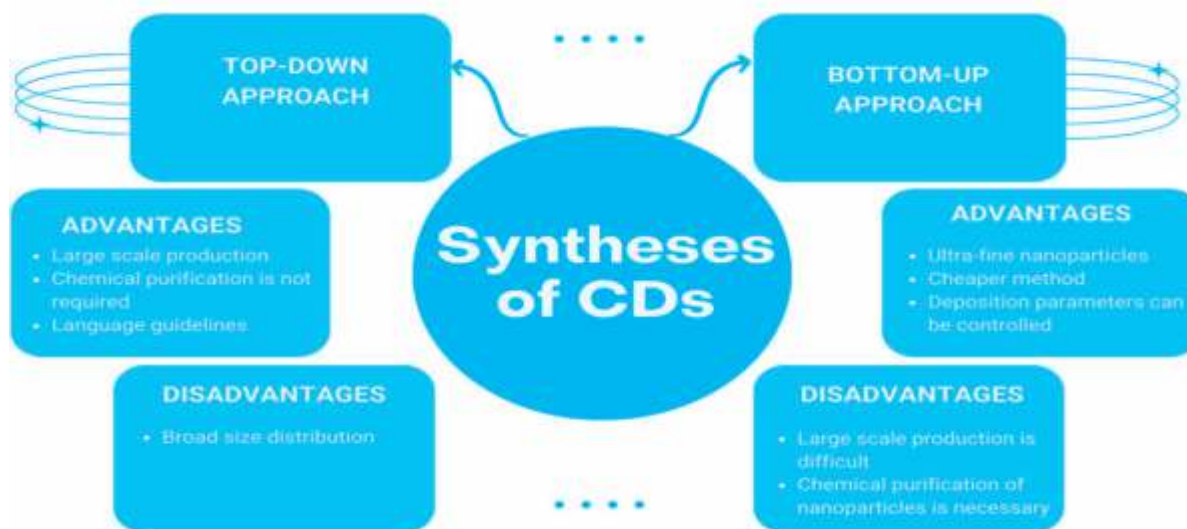 TOP-DOWN
APPROACH
BOTTOM-UP
APPROACH
Syntheses
of CDs
ADVANTAGES
• Large scale production
• Chemical purification is not
required
• Language guidelines
ADVANTAGES
• Ultra-fine nanoparticles
• Cheaper method
• Deposition parameters can
be controlled
DISADVANTAGES
• Broad size distribution
DISADVANTAGES
• Large scale production is
difficult
• Chemical purification of
nanoparticles is necessary